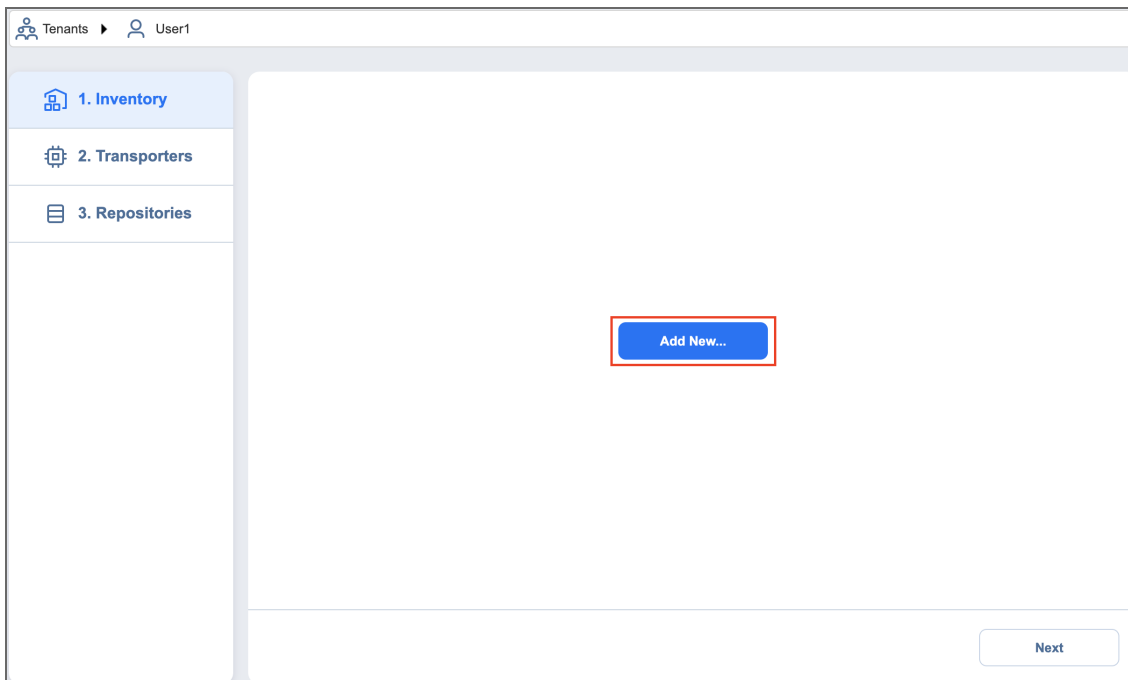 Tenants User1
1. Inventory
2. Transporters
3. Repositories
Add New...
Next